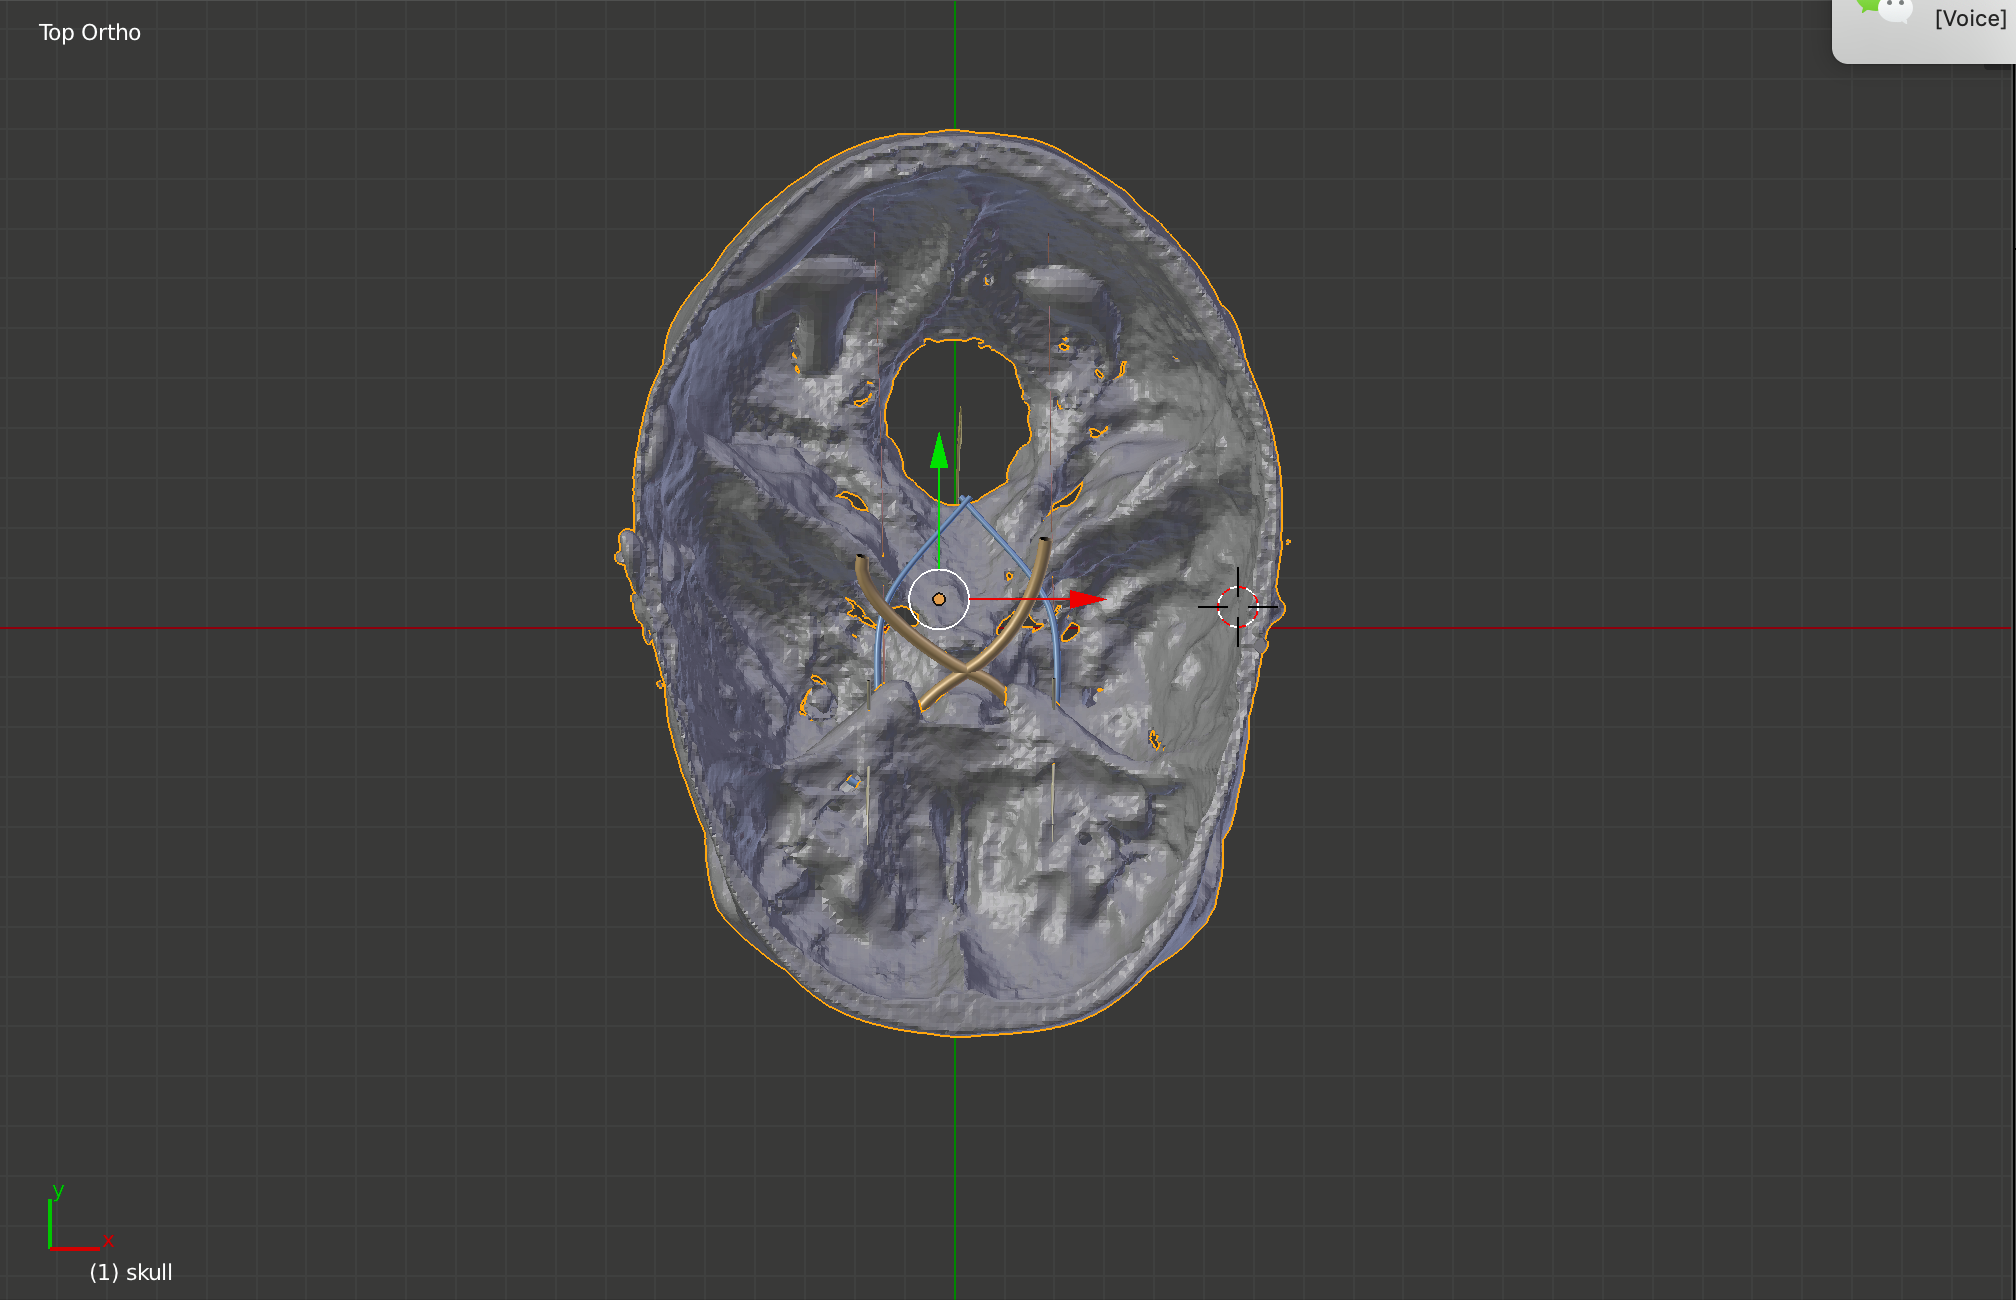 Top Ortho
[Voice]
y
x
(1) skull